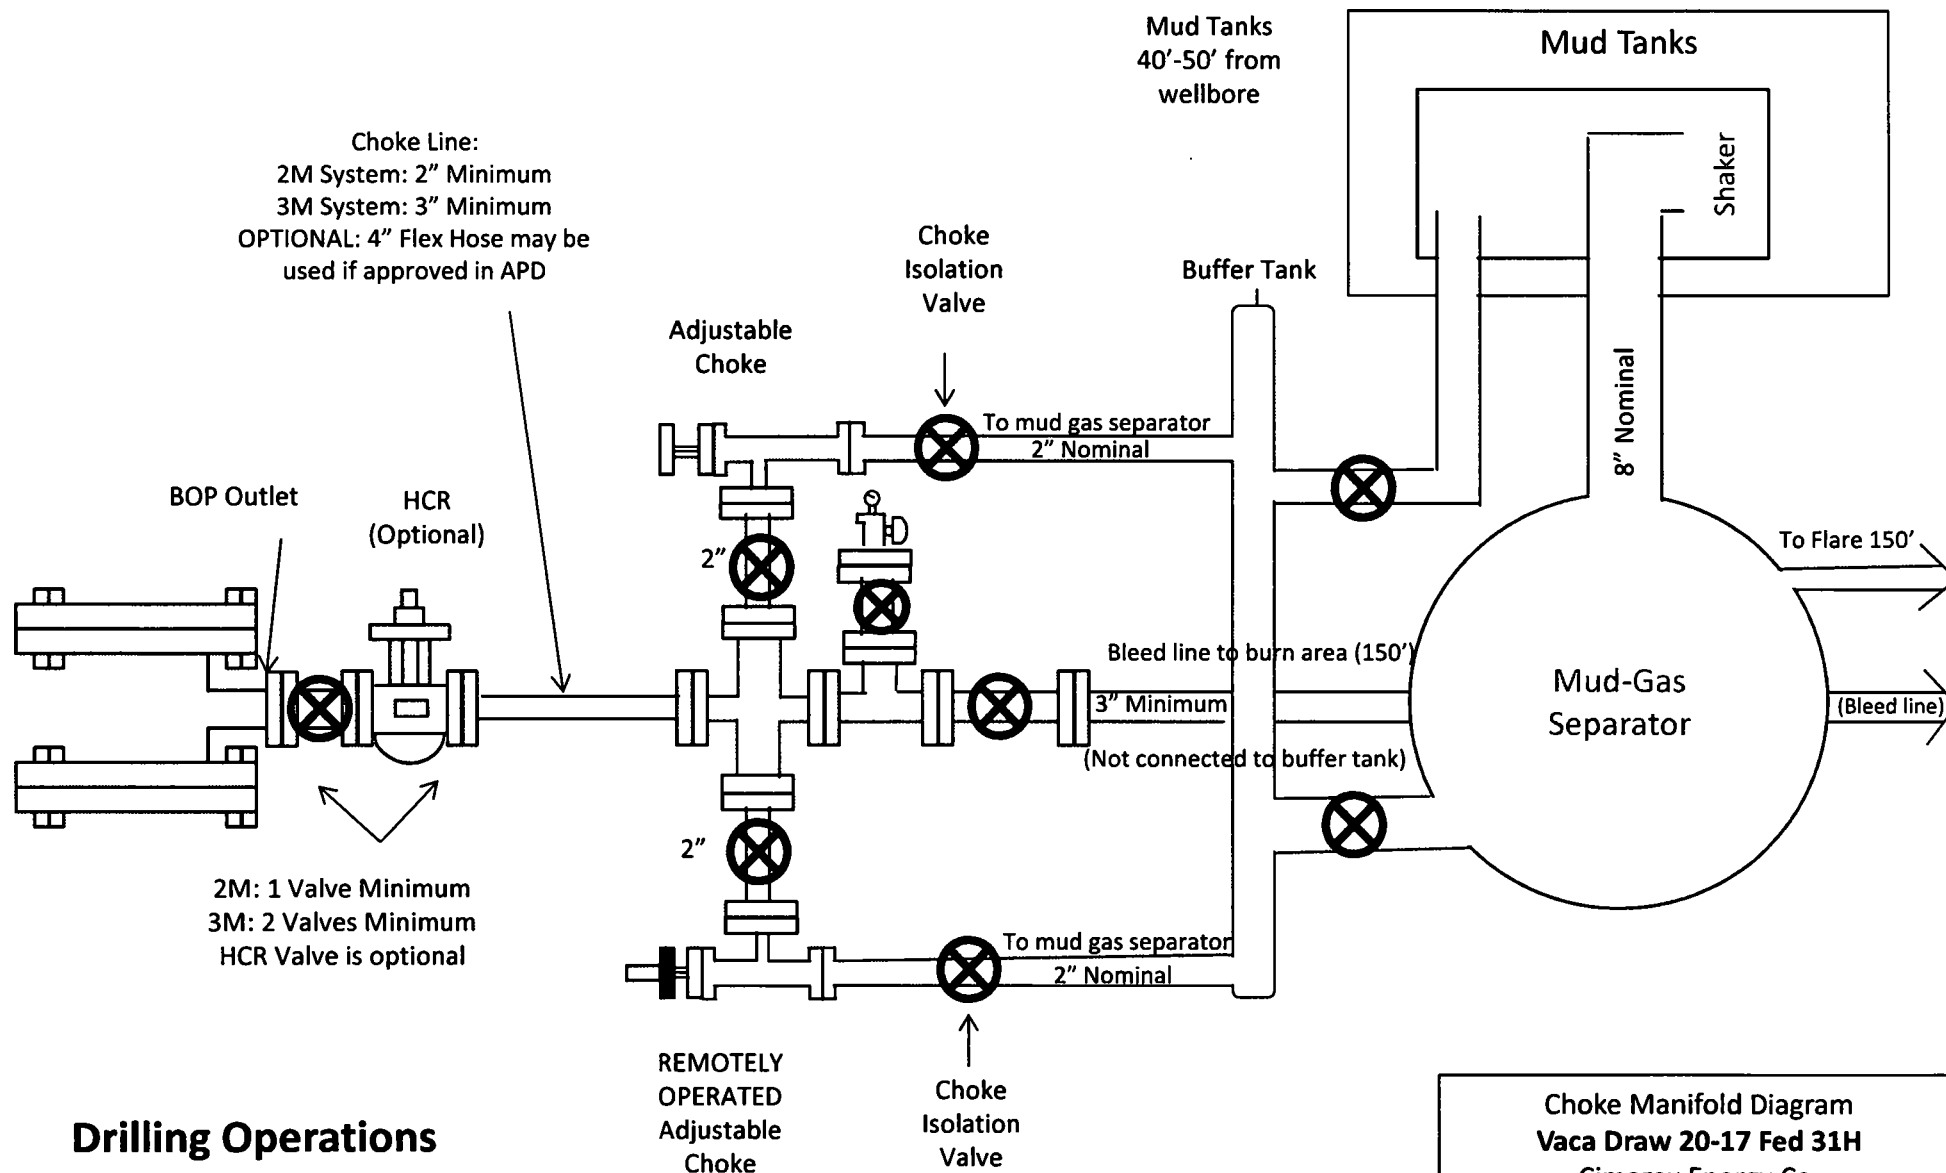 Mud Tanks
40’-50’ from
wellbore
Mud Tanks
Shaker
Choke Line:
2M System: 2” Minimum
3M System: 3” Minimum
OPTIONAL: 4” Flex Hose may be
used if approved in APD
Choke
Isolation
Valve
Buffer Tank
Adjustable
Choke
8” Nominal
To mud gas separator
2” Nominal
BOP Outlet
HCR
(Optional)
2”
To Flare 150’
Bleed line to burn area (150’)
3” Minimum
(Not connected to buffer tank)
Mud-Gas
Separator
(Bleed line)
2”
2M: 1 Valve Minimum
3M: 2 Valves Minimum
HCR Valve is optional
To mud gas separator
2” Nominal
REMOTELY
OPERATED
Adjustable
Choke
Choke
Isolation
Valve
Drilling Operations
Choke Manifold Diagram
Vaca Draw 20-17 Fed 31H